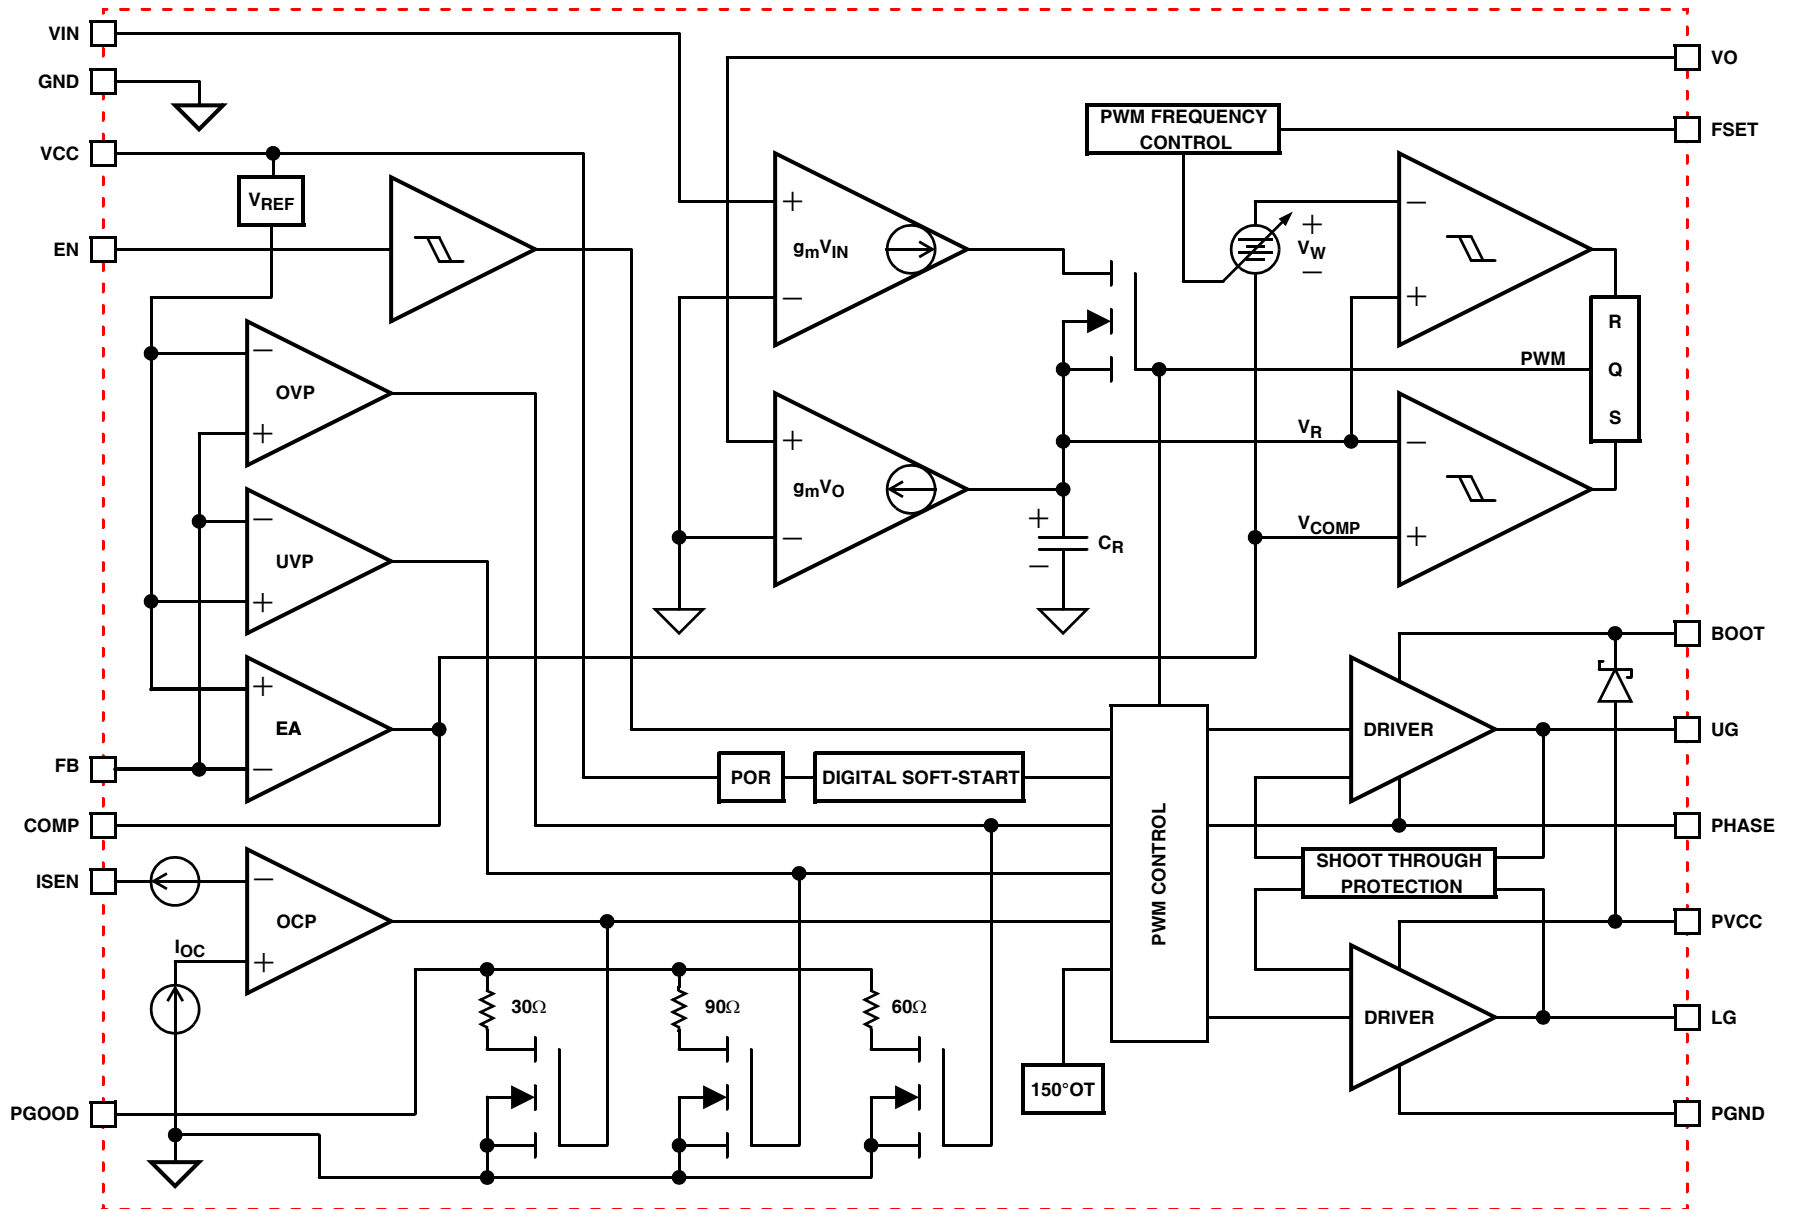 VIN
VO
GND
PWM FREQUENCY
CONTROL
FSET
VCC
VREF
+
−
EN
gmVIN
+
VW
−
−
+
R
−
OVP
PWM
Q
+
+
VR
−
S
gmVO
−
+
UVP
−
CR
−
VCOMP
+
+
BOOT
+
EA
DRIVER
UG
FB
−
POR
DIGITAL SOFT-START
COMP
PHASE
PWM CONTROL
SHOOT THROUGH
PROTECTION
ISEN
−
OCP
PVCC
IOC
+
30Ω
90Ω
60Ω
DRIVER
LG
150°OT
PGOOD
PGND